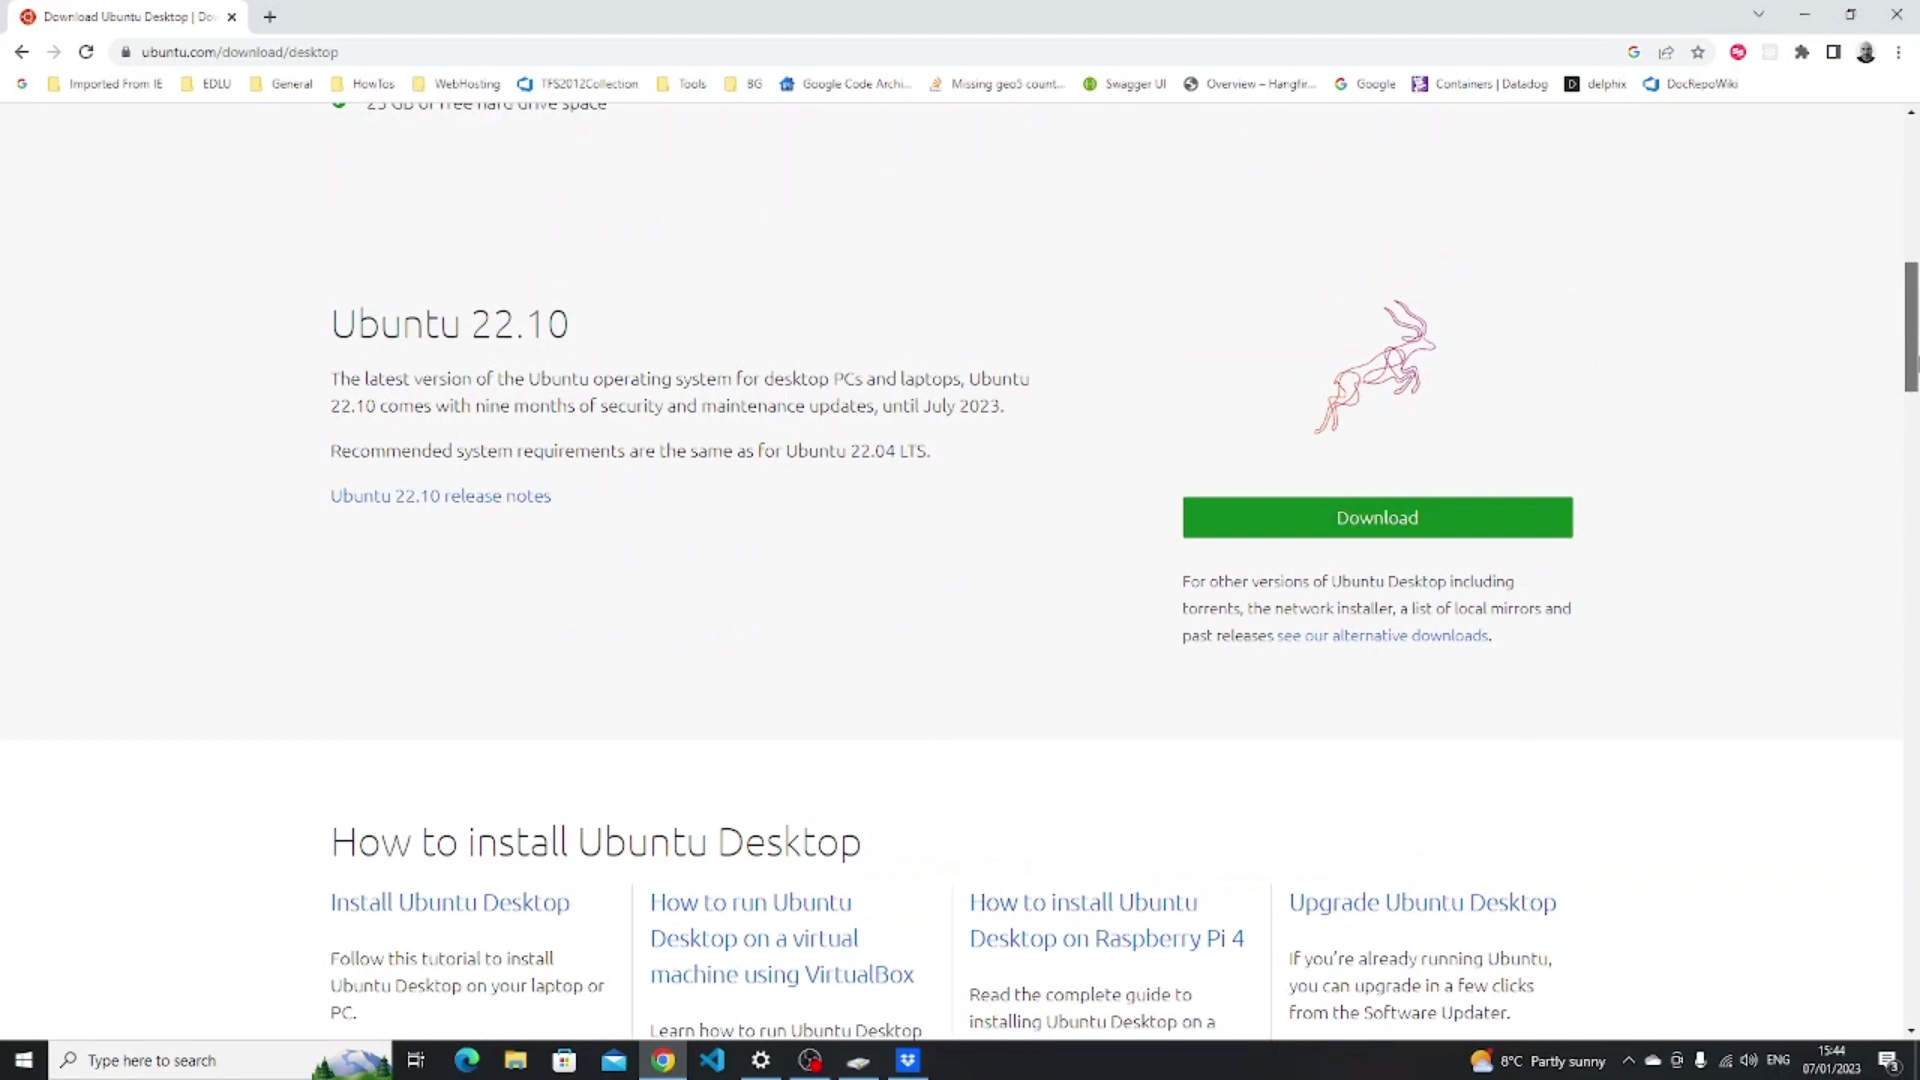 Download Ubuntu Desktop | Do
ubuntu.com/download/desktop
Imported From IE
EDLU
General
HowTos
WebHosting
TFS2012Collection
Tools
BG
Google Code Archi...
Missing geo5 count...
Swagger UI
Overview – Hangfir...
Google
Containers | Datadog
delphix
DocRepoWiki
25 GB of free hard drive space
Ubuntu 22.10
The latest version of the Ubuntu operating system for desktop PCs and laptops, Ubuntu
22.10 comes with nine months of security and maintenance updates, until July 2023.
Recommended system requirements are the same as for Ubuntu 22.04 LTS.
Ubuntu 22.10 release notes
Download
For other versions of Ubuntu Desktop including
torrents, the network installer, a list of local mirrors and
past releases see our alternative downloads.
How to install Ubuntu Desktop
Install Ubuntu Desktop
Follow this tutorial to install
Ubuntu Desktop on your laptop or
PC.
How to run Ubuntu
Desktop on a virtual
machine using VirtualBox
Learn how to run Ubuntu Desktop
How to install Ubuntu
Desktop on Raspberry Pi 4
Read the complete guide to
installing Ubuntu Desktop on a
Upgrade Ubuntu Desktop
If you're already running Ubuntu,
you can upgrade in a few clicks
from the Software Updater.
Type here to search
8°C Partly sunny
ENG
15:44
07/01/2023
3